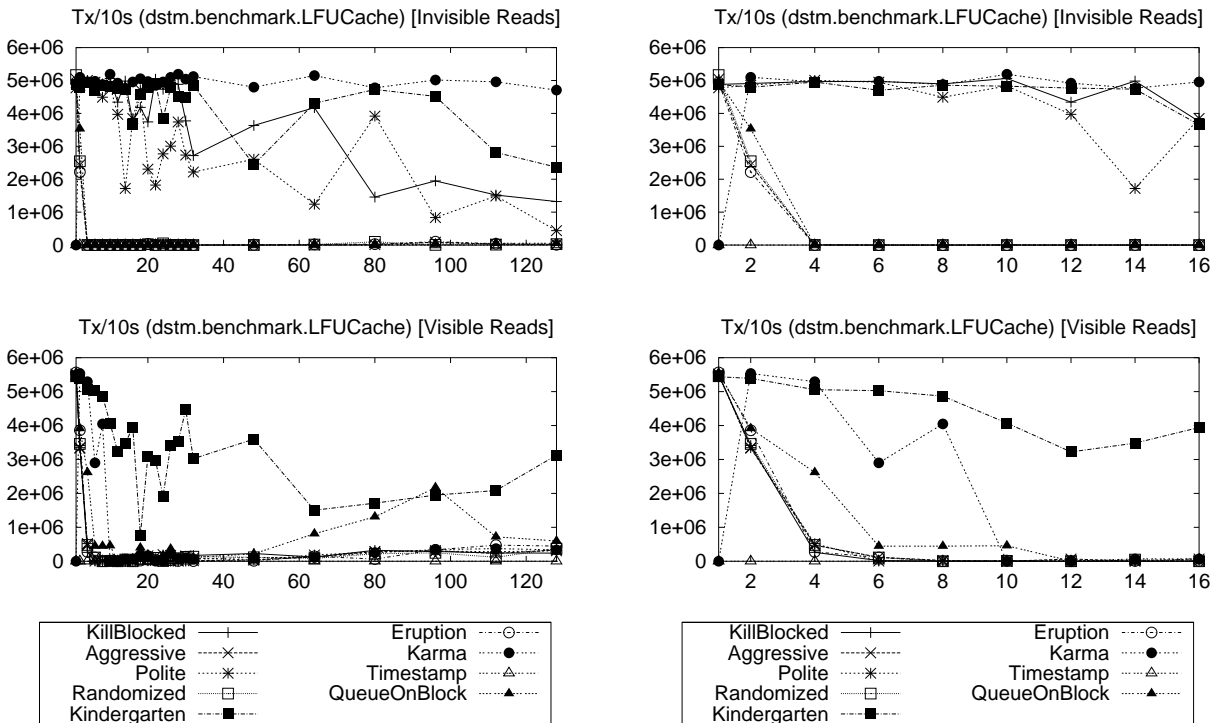 Tx/10s (dstm.benchmark.LFUCache) [Invisible Reads]
6e+06
5e+06
4e+06
3e+06
2e+06
1e+06
0
20 40 60 80 100 120
Tx/10s (dstm.benchmark.LFUCache) [Invisible Reads]
6e+06
5e+06
4e+06
3e+06
2e+06
1e+06
0
2 4 6 8 10 12 14 16
Tx/10s (dstm.benchmark.LFUCache) [Visible Reads]
6e+06
5e+06
4e+06
3e+06
2e+06
1e+06
0
20 40 60 80 100 120
Tx/10s (dstm.benchmark.LFUCache) [Visible Reads]
6e+06
5e+06
4e+06
3e+06
2e+06
1e+06
0
2 4 6 8 10 12 14 16
KillBlocked
Aggressive
Polite
Randomized
Kindergarten
Eruption
Karma
Timestamp
QueueOnBlock
KillBlocked
Aggressive
Polite
Randomized
Kindergarten
Eruption
Karma
Timestamp
QueueOnBlock